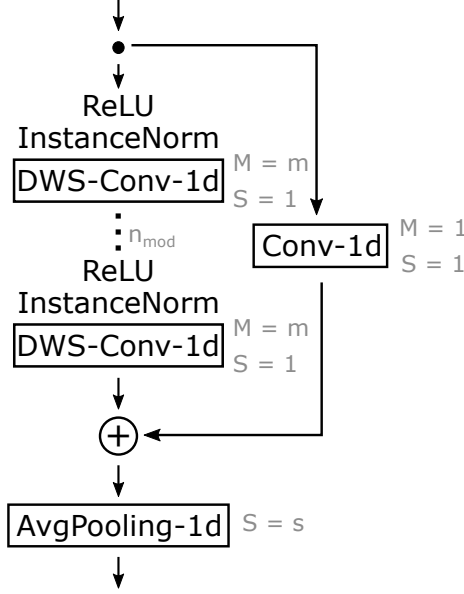 ReLU
InstanceNorm
DWS-Conv-1d
M = m
S = 1
n_mod
Conv-1d
M = 1
S = 1
ReLU
InstanceNorm
DWS-Conv-1d
M = m
S = 1
+
AvgPooling-1d
S = s